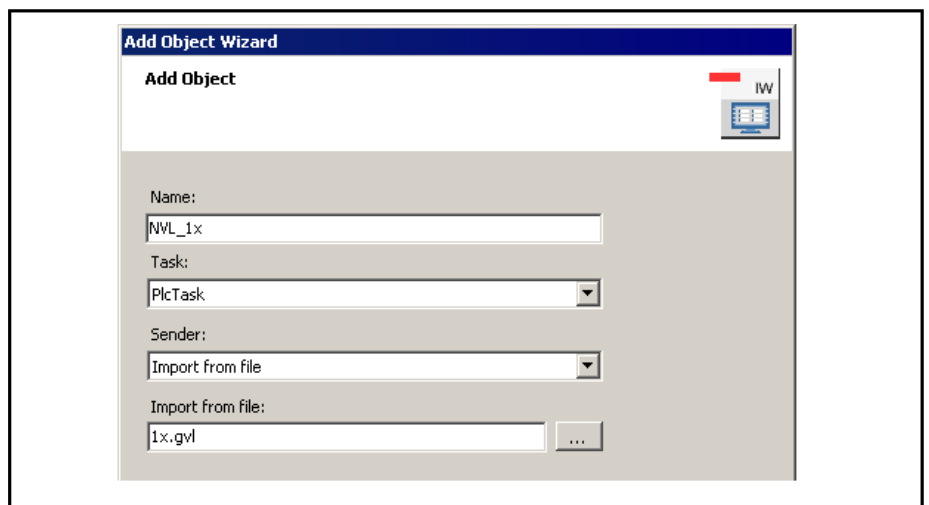 Add Object Wizard
Add Object
IW
Name:
NVL_1x
Task:
PlcTask
Sender:
Import from file
Import from file:
1x.gvl
...